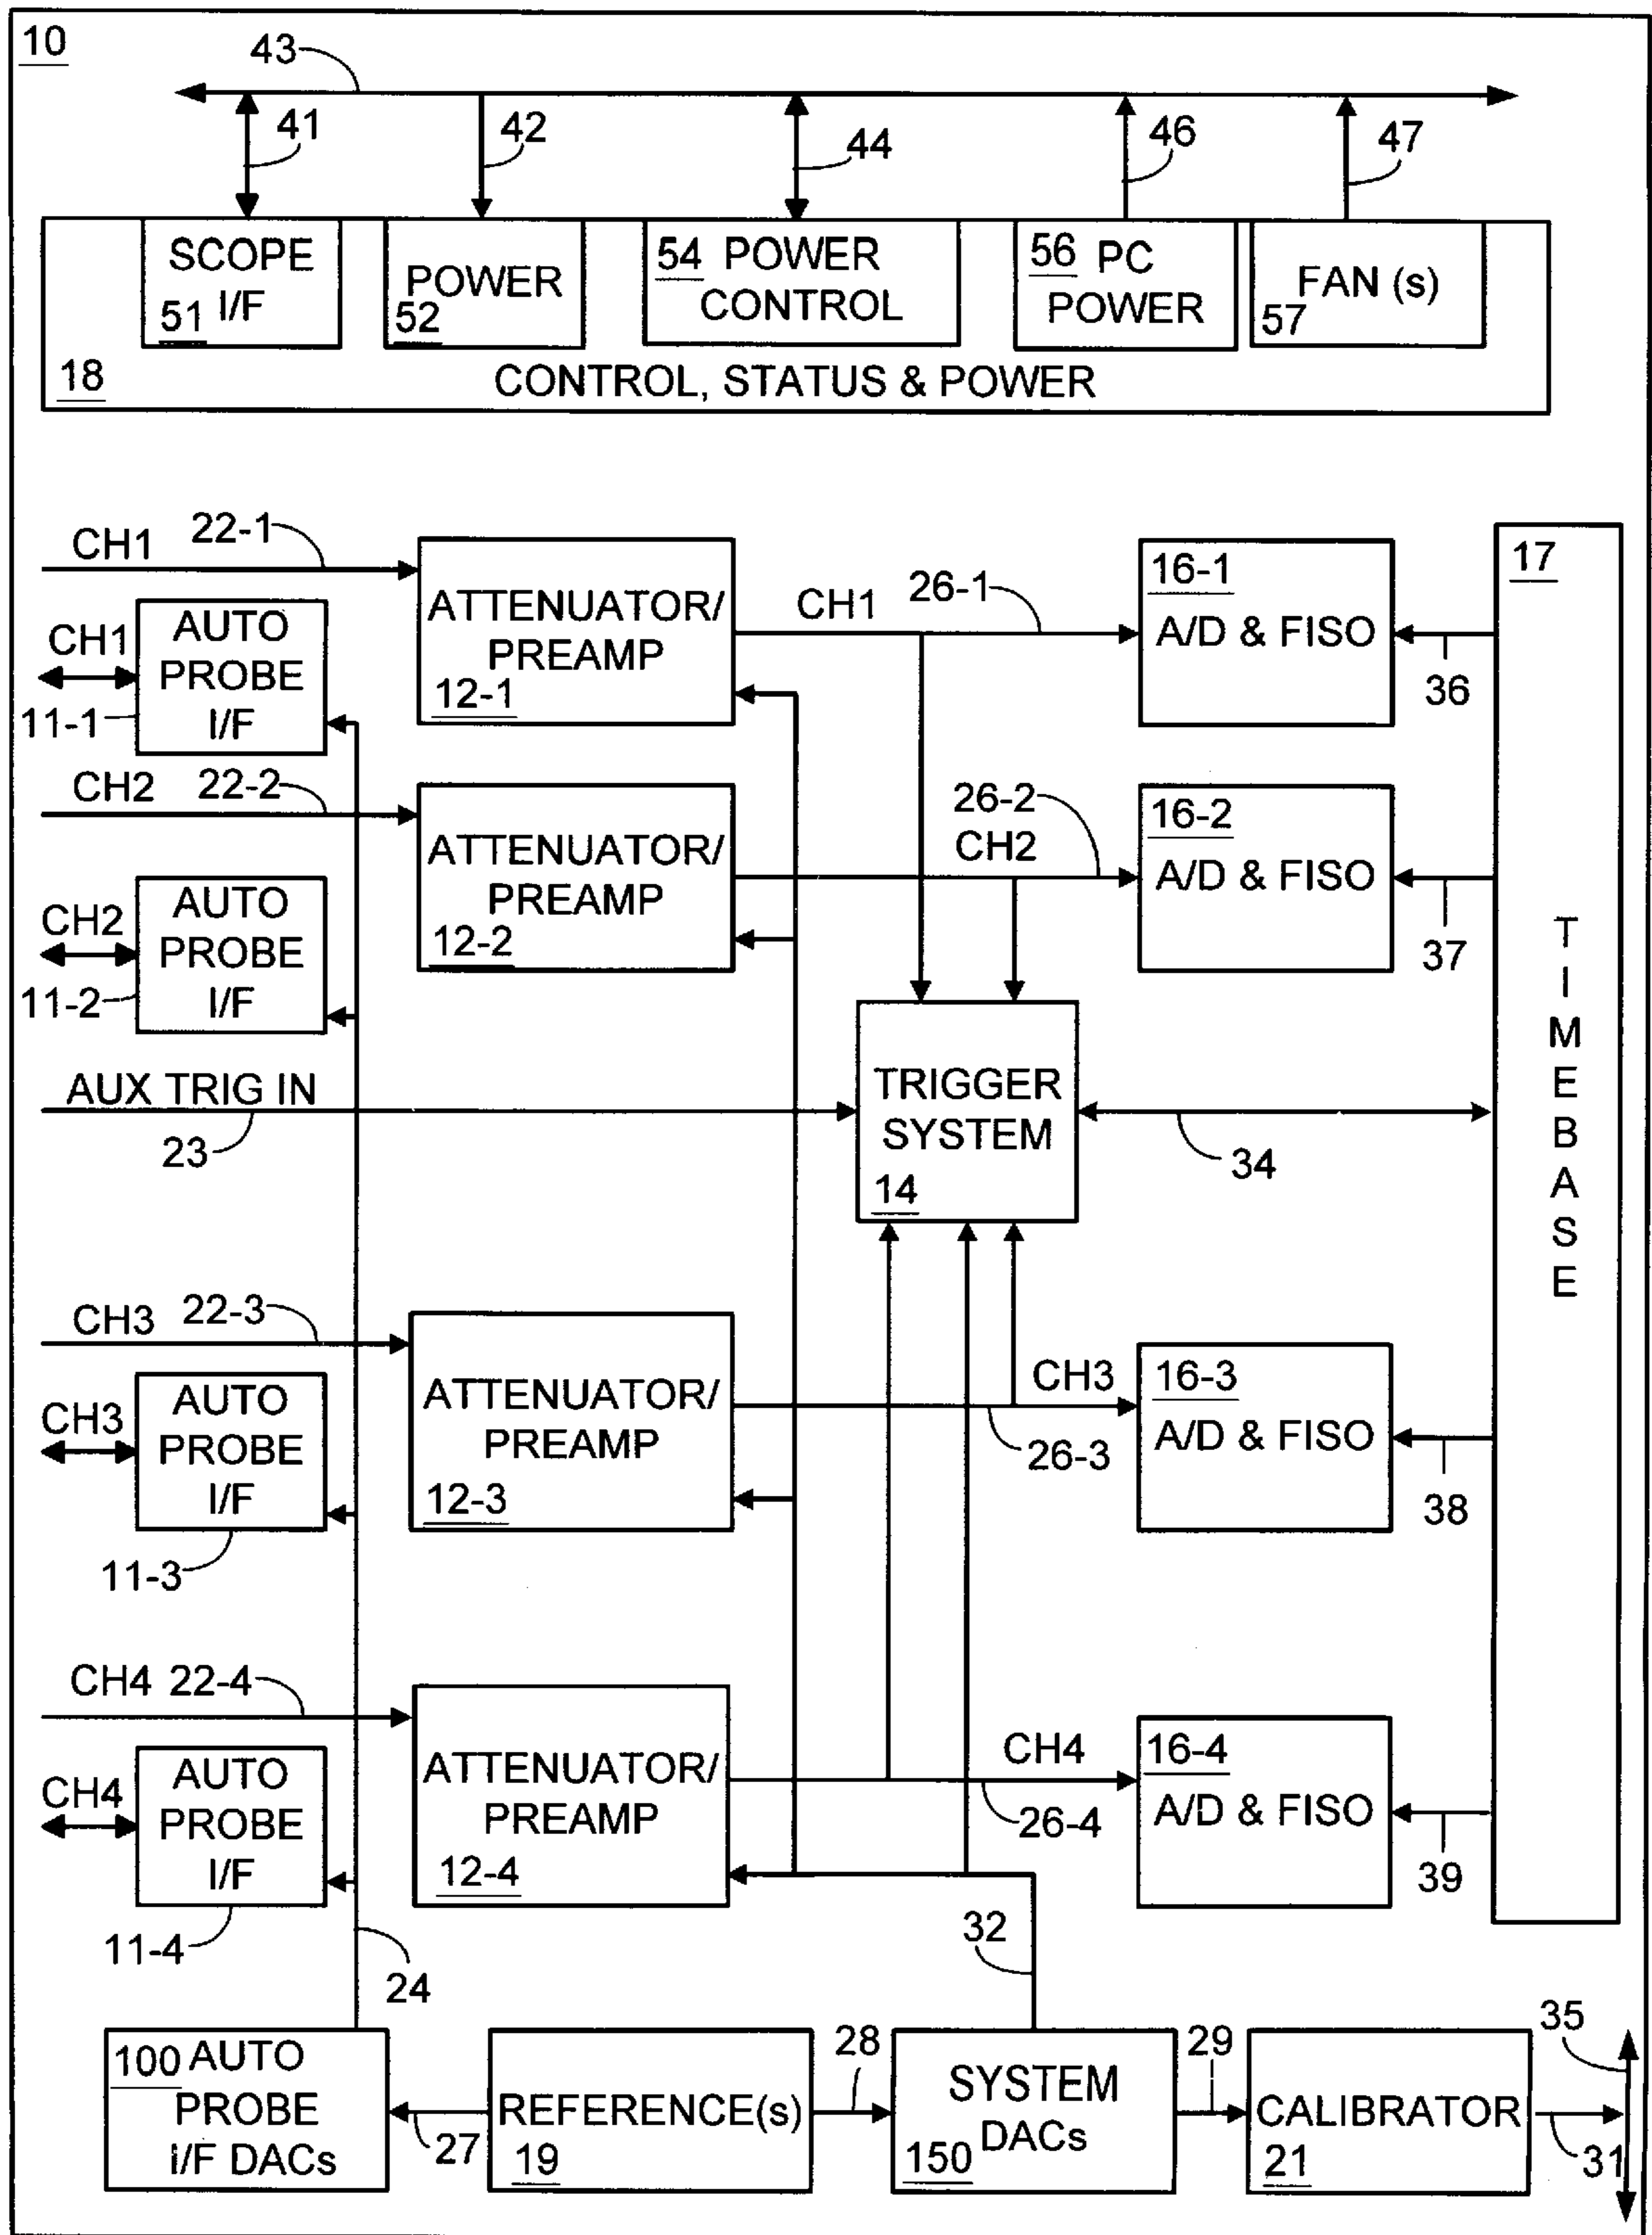 10
43
41
42
44
46
47
SCOPE
I/F
51
POWER
52
54 POWER
CONTROL
56 PC
POWER
FAN (s)
57
18
CONTROL, STATUS & POWER
CH1
22-1
ATTENUATOR/
PREAMP
12-1
CH1
26-1
16-1
A/D & FISO
36
17
TIMEBASE
CH1
AUTO
PROBE
I/F
11-1
CH2
22-2
ATTENUATOR/
PREAMP
12-2
26-2
CH2
16-2
A/D & FISO
37
CH2
AUTO
PROBE
I/F
11-2
AUX TRIG IN
23
TRIGGER
SYSTEM
14
34
CH3
22-3
ATTENUATOR/
PREAMP
12-3
CH3
26-3
16-3
A/D & FISO
38
CH3
AUTO
PROBE
I/F
11-3
CH4 22-4
ATTENUATOR/
PREAMP
12-4
CH4
26-4
16-4
A/D & FISO
39
CH4
AUTO
PROBE
I/F
11-4
24
32
100 AUTO
PROBE
I/F DACs
27
REFERENCE(s)
19
28
SYSTEM
DACs
150
29
CALIBRATOR
21
35
31